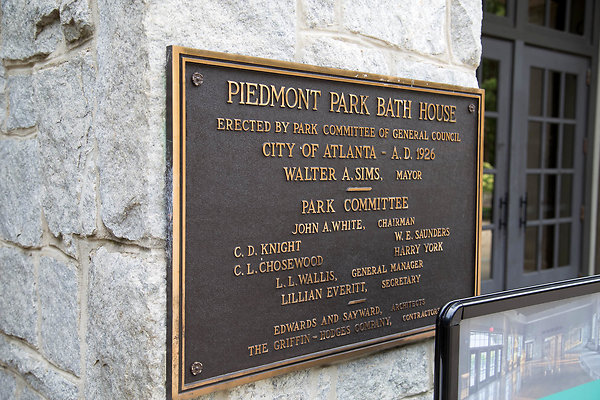 PIEDMONT PARK BATH HOUSE
ERECTED BY PARK COMMITTEE OF GENERAL COUNCIL
CITY OF ATLANTA - A.D. 1926
WALTER A. SIMS, MAYOR
PARK COMMITTEE
JOHN A. WHITE, CHAIRMAN
C. D. KNIGHT W. E. SAUNDERS
C. L. CHOSEWOOD HARRY YORK
L. L. WALLIS, GENERAL MANAGER
LILLIAN EVERITT, SECRETARY
EDWARDS AND SAYWARD, ARCHITECTS
THE GRIFFIN-HODGES COMPANY, CONTRACTORS